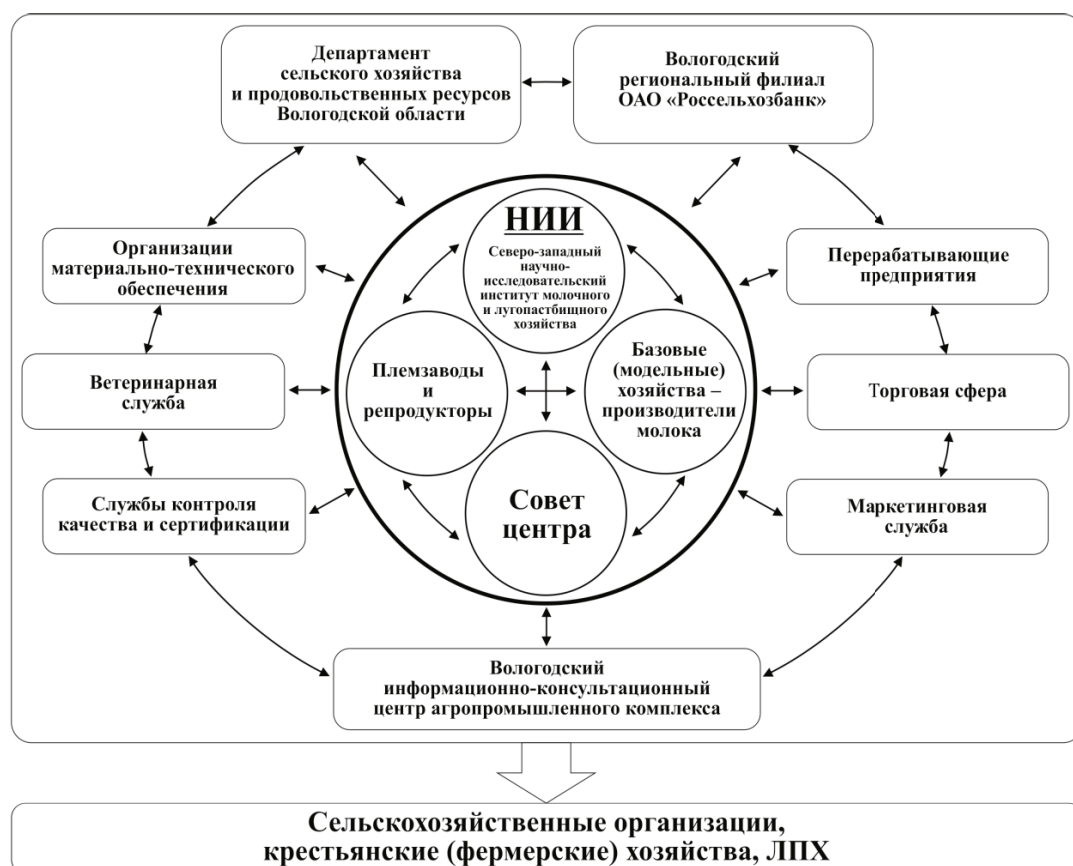 Департамент
сельского хозяйства
и продовольственных ресурсов
Вологодской области
Вологодский
региональный филиал
ОАО «Россельхозбанк»
НИИ
Северо-западный
научно-
исследовательский
институт молочного
и лугопастбищного
хозяйства
Организации
материально-технического
обеспечения
Перерабатывающие
предприятия
Племзаводы
и
репродукторы
Базовые
(модельные)
хозяйства –
производители
молока
Ветеринарная
служба
Торговая сфера
Службы контроля
качества и сертификации
Совет
центра
Маркетинговая
служба
Вологодский
информационно-консультационный
центр агропромышленного комплекса
Сельскохозяйственные организации,
крестьянские (фермерские) хозяйства, ЛПХ